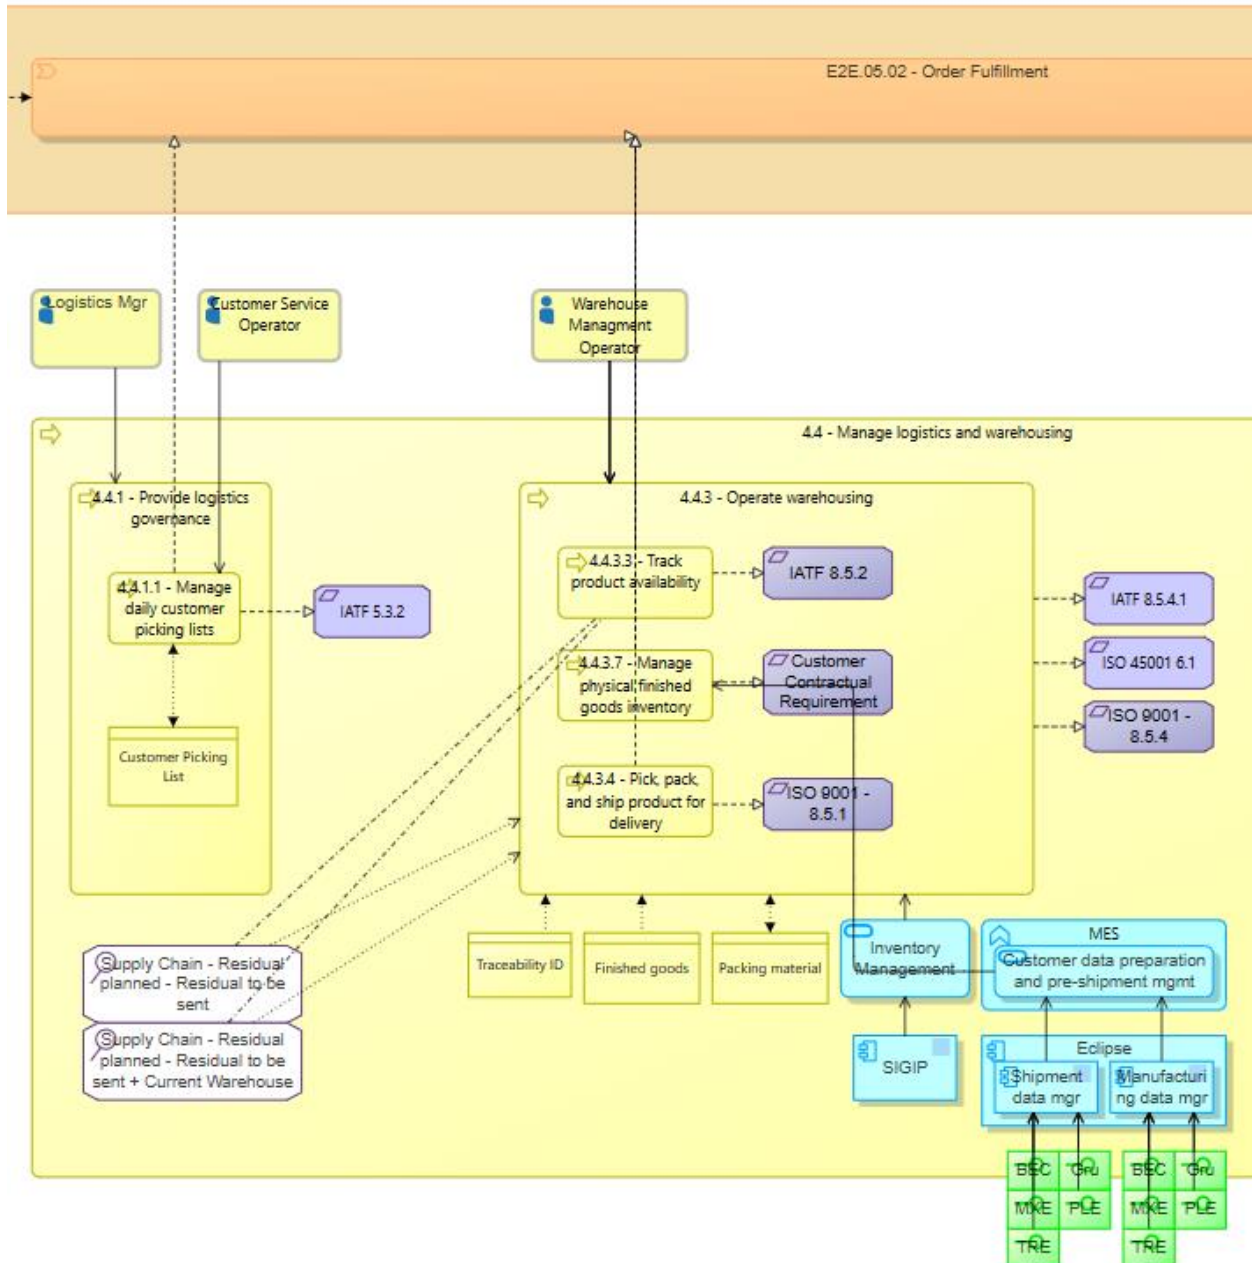 E2E.05.02 - Order Fulfillment
Logistics Mgr
Customer Service
Operator
Warehouse
Managment
Operator
4.4 - Manage logistics and warehousing
4.4.1 - Provide logistics
governance
4.4.1.1 - Manage
daily customer
picking lists
IATF 5.3.2
Customer Picking
List
4.4.3 - Operate warehousing
4.4.3.3 - Track
product availability
IATF 8.5.2
4.4.3.7 - Manage
physical finished
goods inventory
Customer
Contractual
Requirement
4.4.3.4 - Pick, pack,
and ship product for
delivery
ISO 9001 -
8.5.1
IATF 8.5.4.1
ISO 45001 6.1
ISO 9001 -
8.5.4
Supply Chain - Residual
planned - Residual to be
sent
Supply Chain - Residual
planned - Residual to be
sent + Current Warehouse
Traceability ID
Finished goods
Packing material
Inventory
Management
SIGIP
MES
Customer data preparation
and pre-shipment mgmt
Eclipse
Shipment
data mgr
Manufacturi
ng data mgr
BEC
Gru
MXE
PLE
TRE
BEC
Gru
MXE
PLE
TRE